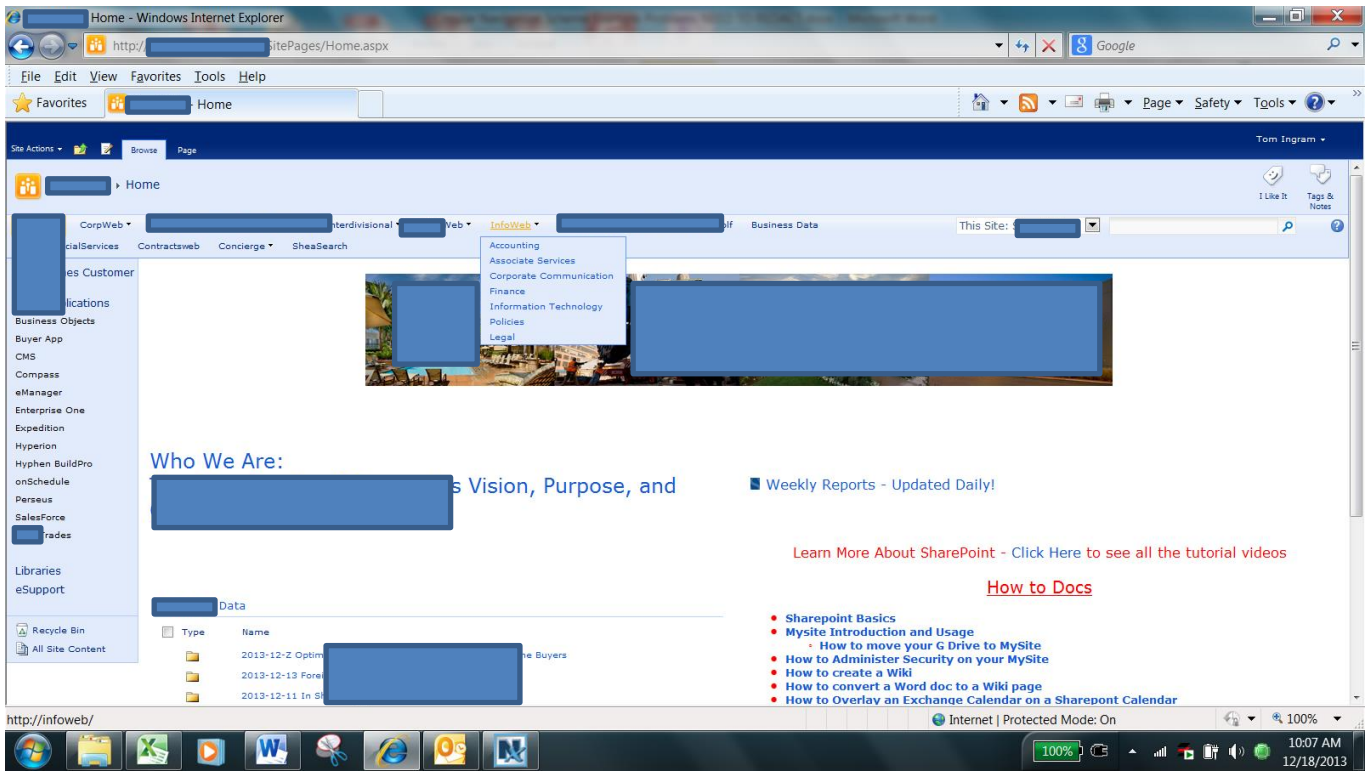 Home - Windows Internet Explorer
http:/ SitePages/Home.aspx
Google
File Edit View Favorites Tools Help
Favorites
Home
Page Safety Tools
Site Actions Browse Page
Tom Ingram
Home
I Like It
Tags & Notes
CorpWeb nterdivisional Web InfoWeb olf Business Data
This Site:
cialServices Contractsweb Concierge SheaSearch
Accounting
Associate Services
Corporate Communication
Finance
Information Technology
Policies
Legal
es Customer
lications
Business Objects
Buyer App
CMS
Compass
eManager
Enterprise One
Expedition
Hyperion
Hyphen BuildPro
onSchedule
Perseus
SalesForce
Trades
Libraries
eSupport
Recycle Bin
All Site Content
Who We Are:
s Vision, Purpose, and
Weekly Reports - Updated Daily!
Learn More About SharePoint - Click Here to see all the tutorial videos
How to Docs
Sharepoint Basics
Mysite Introduction and Usage
How to move your G Drive to MySite
How to Administer Security on your MySite
How to create a Wiki
How to convert a Word doc to a Wiki page
How to Overlay an Exchange Calendar on a Sharepont Calendar
Data
Type Name
2013-12-Z Optim ne Buyers
2013-12-13 Forei
2013-12-11 In Sh
http://infoweb/
Internet | Protected Mode: On
100%
100%
10:07 AM
12/18/2013